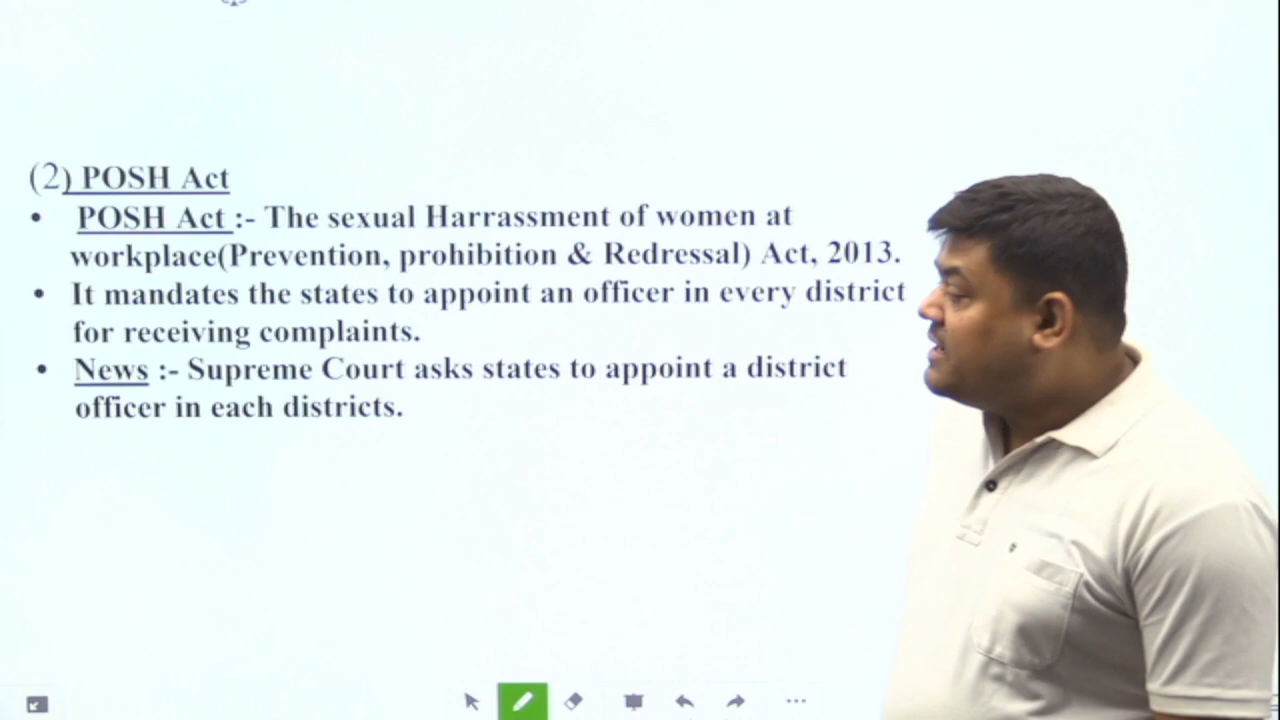 (2) POSH Act
• POSH Act :- The sexual Harrassment of women at
workplace(Prevention, prohibition & Redressal) Act, 2013.
• It mandates the states to appoint an officer in every district
for receiving complaints.
• News :- Supreme Court asks states to appoint a district
officer in each districts.